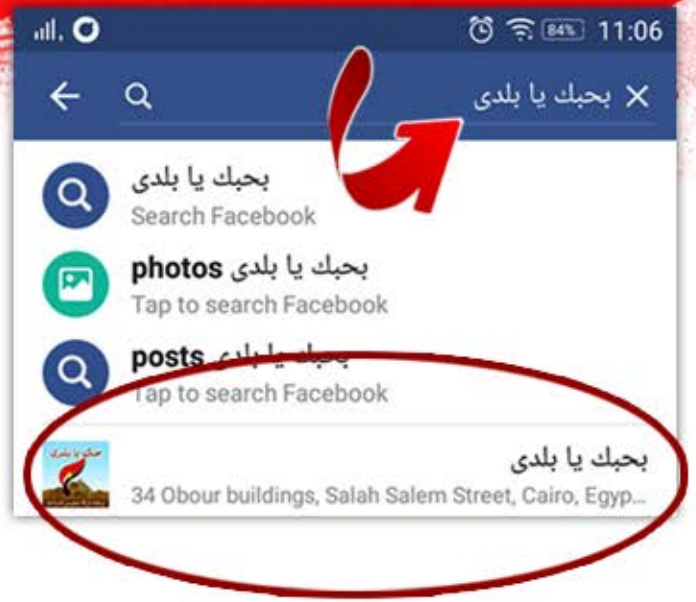 84% 11:06
بحبك يا بلدى
بحبك يا بلدى
Search Facebook
بحبك يا بلدى photos
Tap to search Facebook
بحبك يا بلدى posts
Tap to search Facebook
بحبك يا بلدى
34 Obour buildings, Salah Salem Street, Cairo, Egyp...